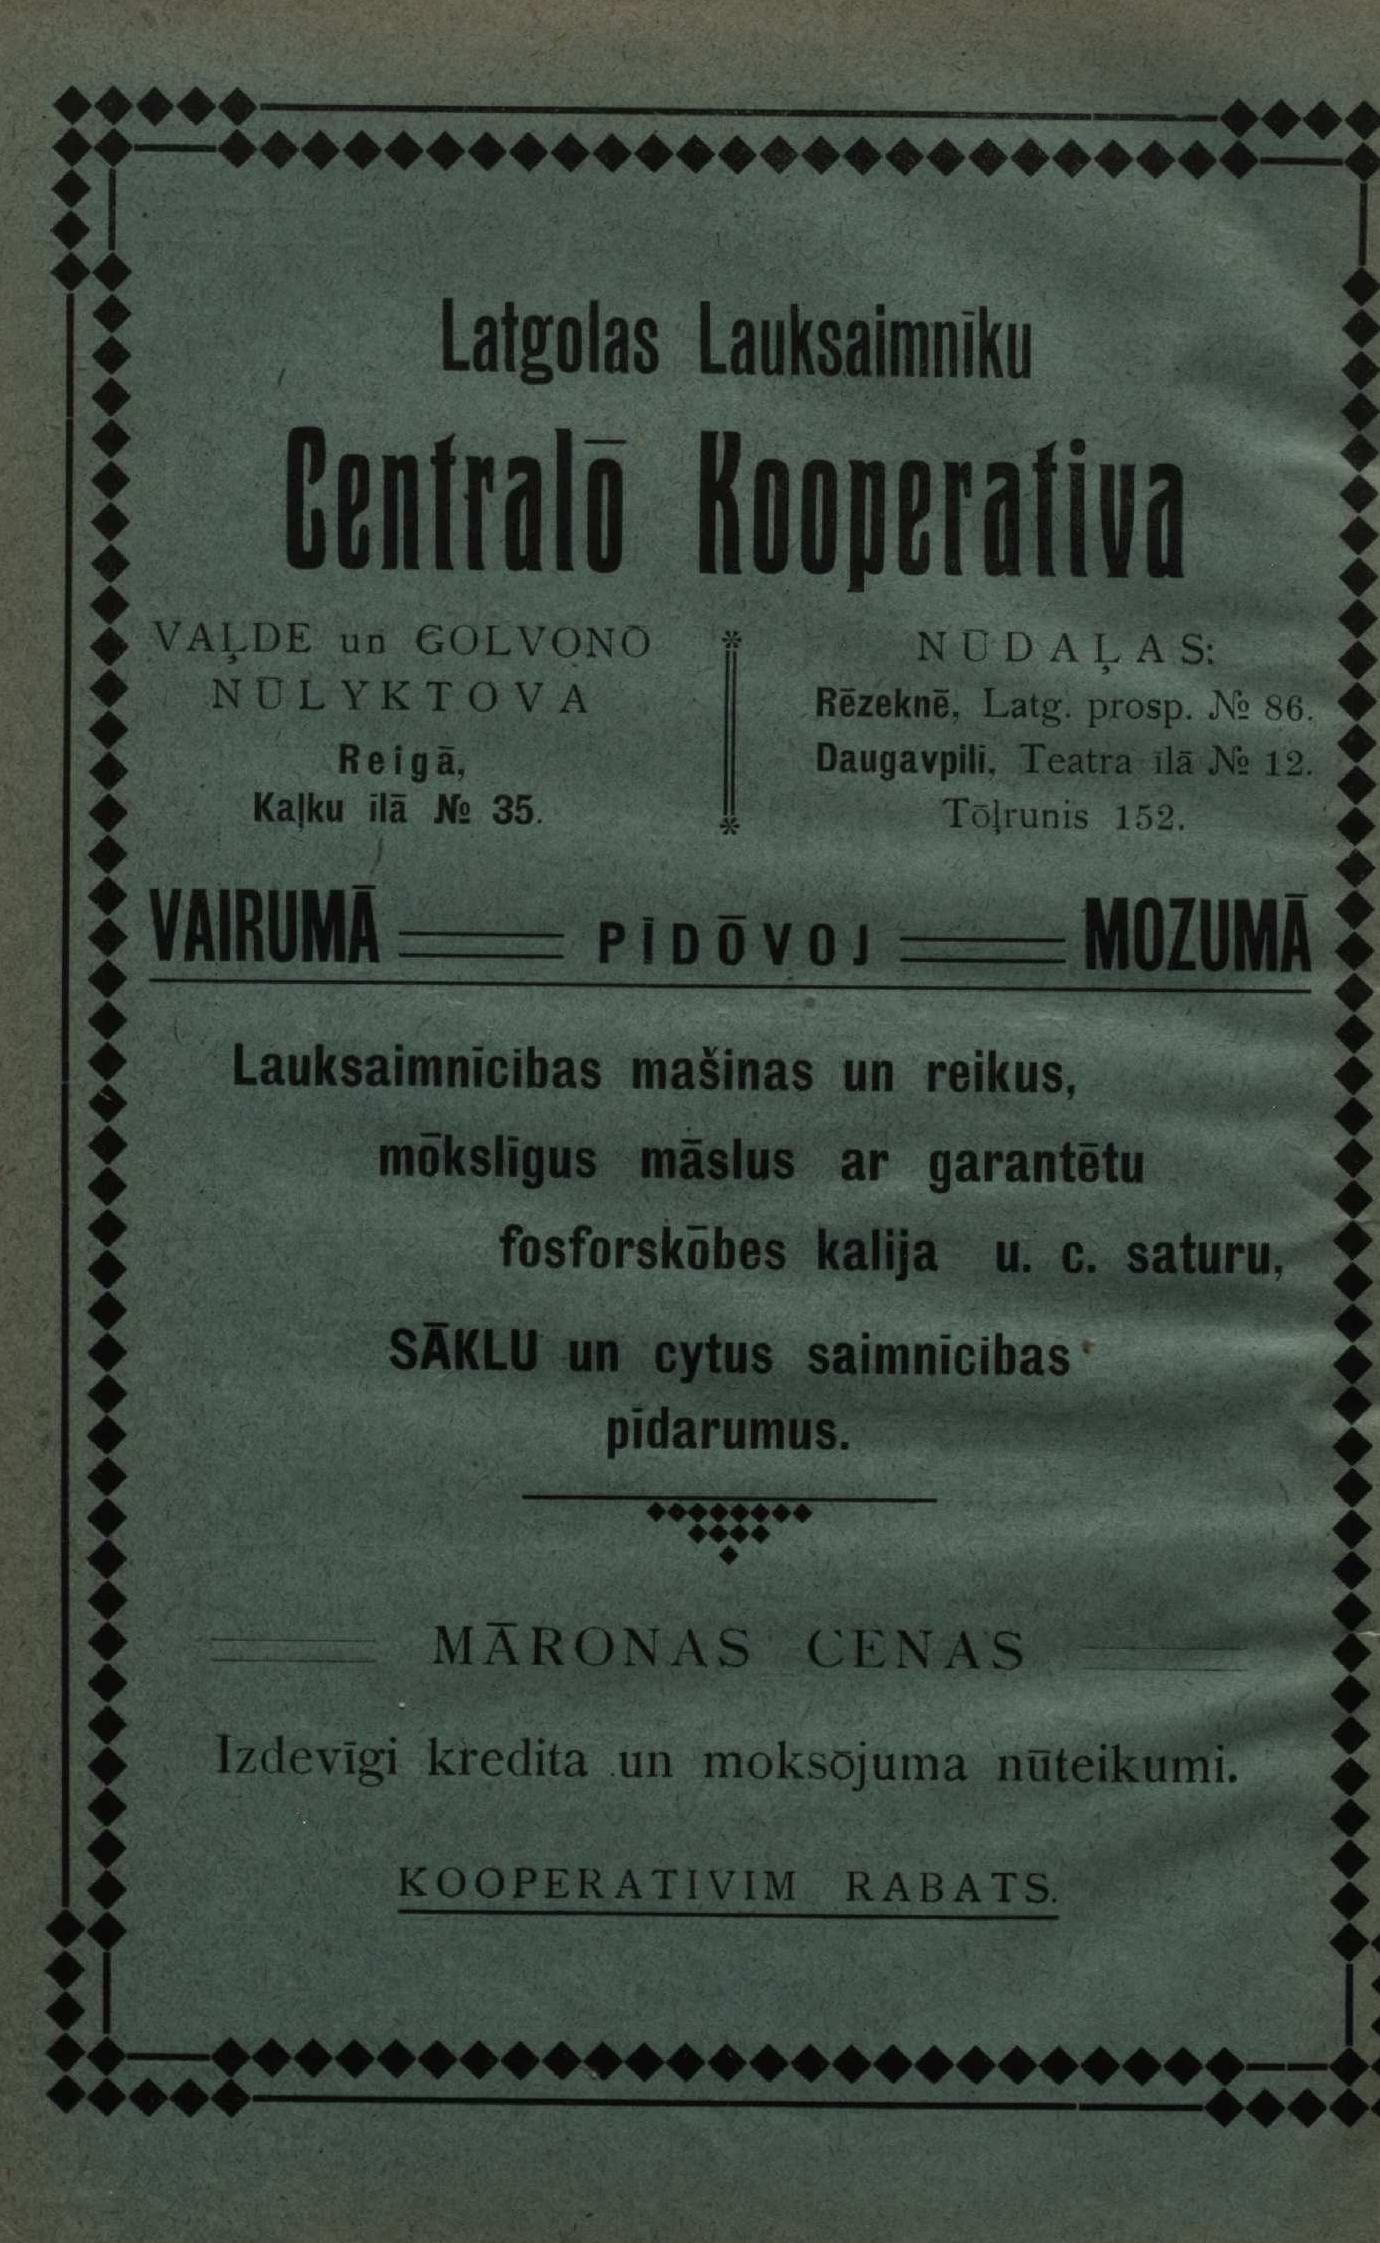 Latgolas Lauksaimnīku
Centralō Kooperativa
VAĻDE un GOLVONŌ
NŪLYKTOVA
Reigā,
Kaļku īlā № 35.
NŪDAĻAS:
Rēzeknē, Latg. prosp. № 86.
Daugavpilī, Teatra īlā № 12.
Tōļrunis 152.
VAIRUMĀ PĪDŌVOJ MOZUMĀ
Lauksaimnīcības mašinas un reikus,
mōkslīgus māslus ar garantētu
fosforskōbes kalija u. c. saturu,
SĀKLU un cytus saimnīcības
pīdarumus.
MĀRONAS CENAS
Izdevīgi kredita un moksōjuma nūteikumi.
KOOPERATIVIM RABATS.